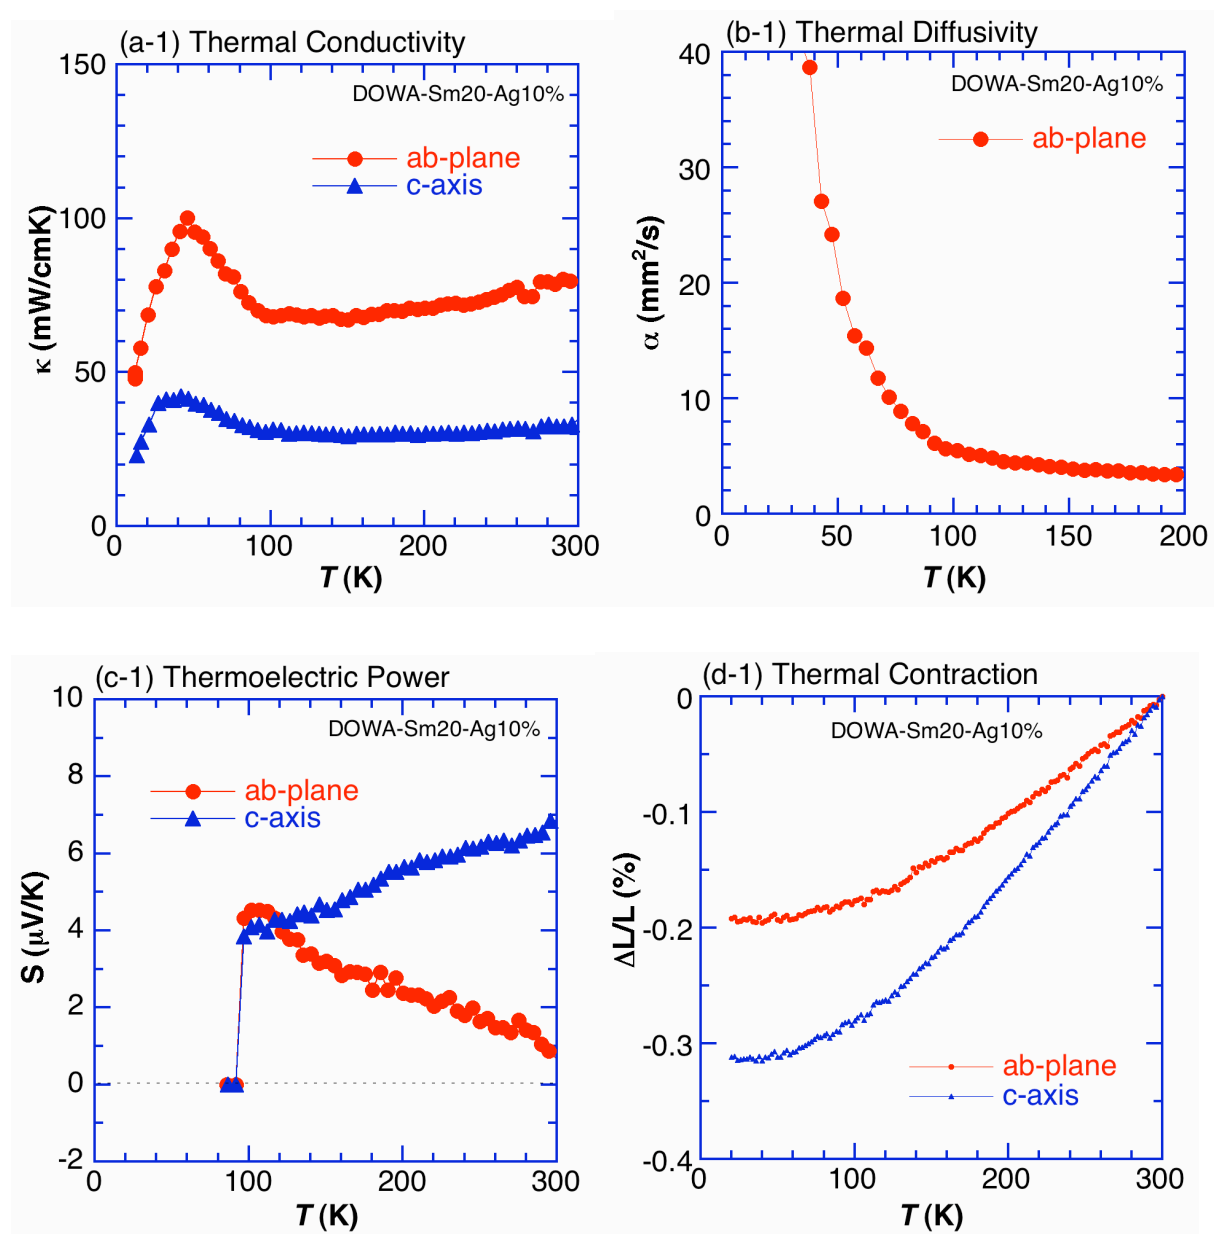 (a-1) Thermal Conductivity
150
DOWA-Sm20-Ag10%
ab-plane
c-axis
100
κ (mW/cmK)
50
0
0 100 200 300
T (K)
(b-1) Thermal Diffusivity
40
DOWA-Sm20-Ag10%
ab-plane
30
α (mm²/s)
20
10
0
0 50 100 150 200
T (K)
(c-1) Thermoelectric Power
10
DOWA-Sm20-Ag10%
8
ab-plane
c-axis
6
S (μV/K)
4
2
0
-2
0 100 200 300
T (K)
(d-1) Thermal Contraction
0
DOWA-Sm20-Ag10%
-0.1
ΔL/L (%)
-0.2
-0.3
ab-plane
c-axis
-0.4
0 100 200 300
T (K)